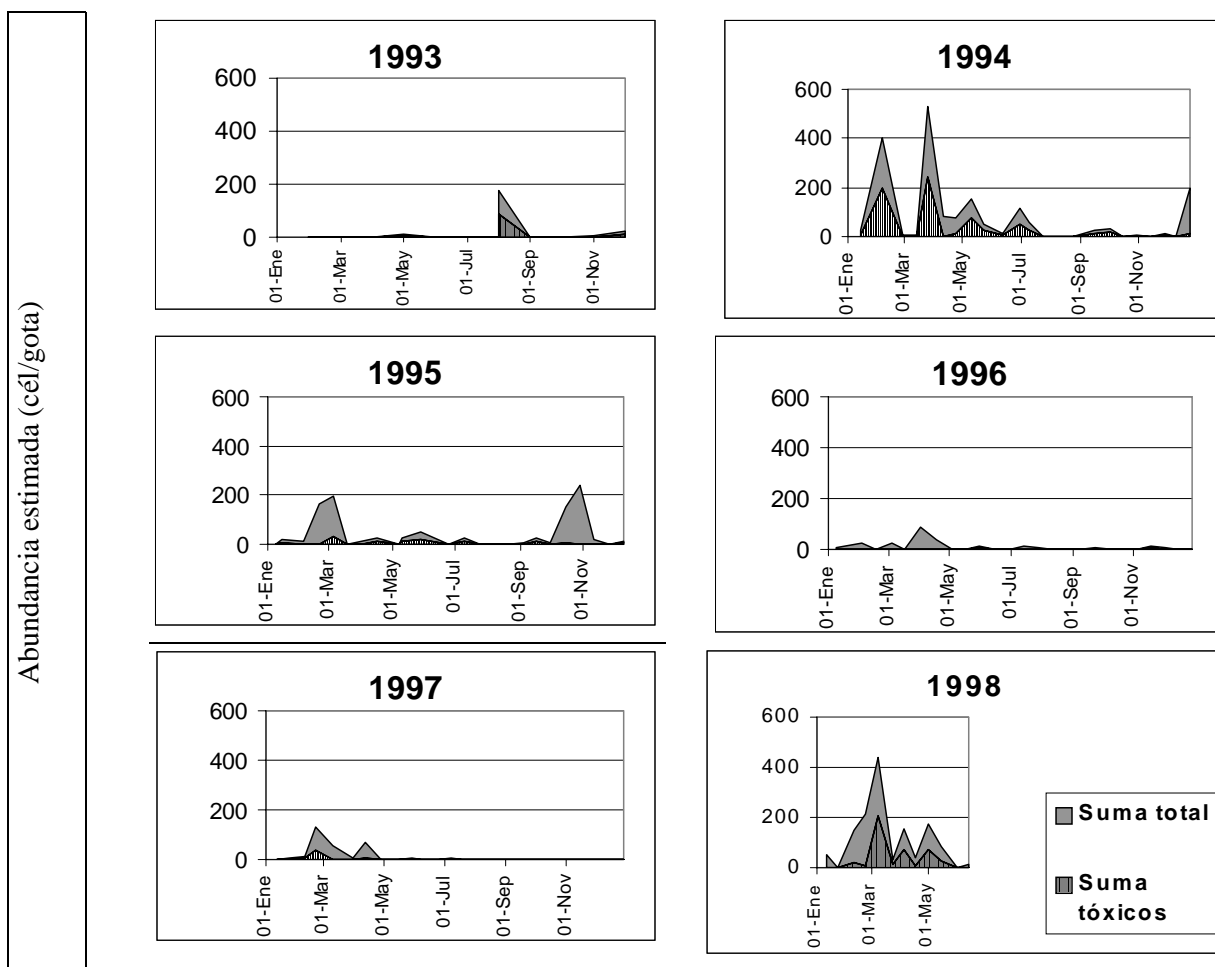 Abundancia estimada (cél/gota)
1993
600
400
200
0
01-Ene
01-Mar
01-May
01-Jul
01-Sep
01-Nov
1994
600
400
200
0
01-Ene
01-Mar
01-May
01-Jul
01-Sep
01-Nov
1995
600
400
200
0
01-Ene
01-Mar
01-May
01-Jul
01-Sep
01-Nov
1996
600
400
200
0
01-Ene
01-Mar
01-May
01-Jul
01-Sep
01-Nov
1997
600
400
200
0
01-Ene
01-Mar
01-May
01-Jul
01-Sep
01-Nov
1998
600
400
200
0
01-Ene
01-Mar
01-May
Suma total
Suma
tóxicos